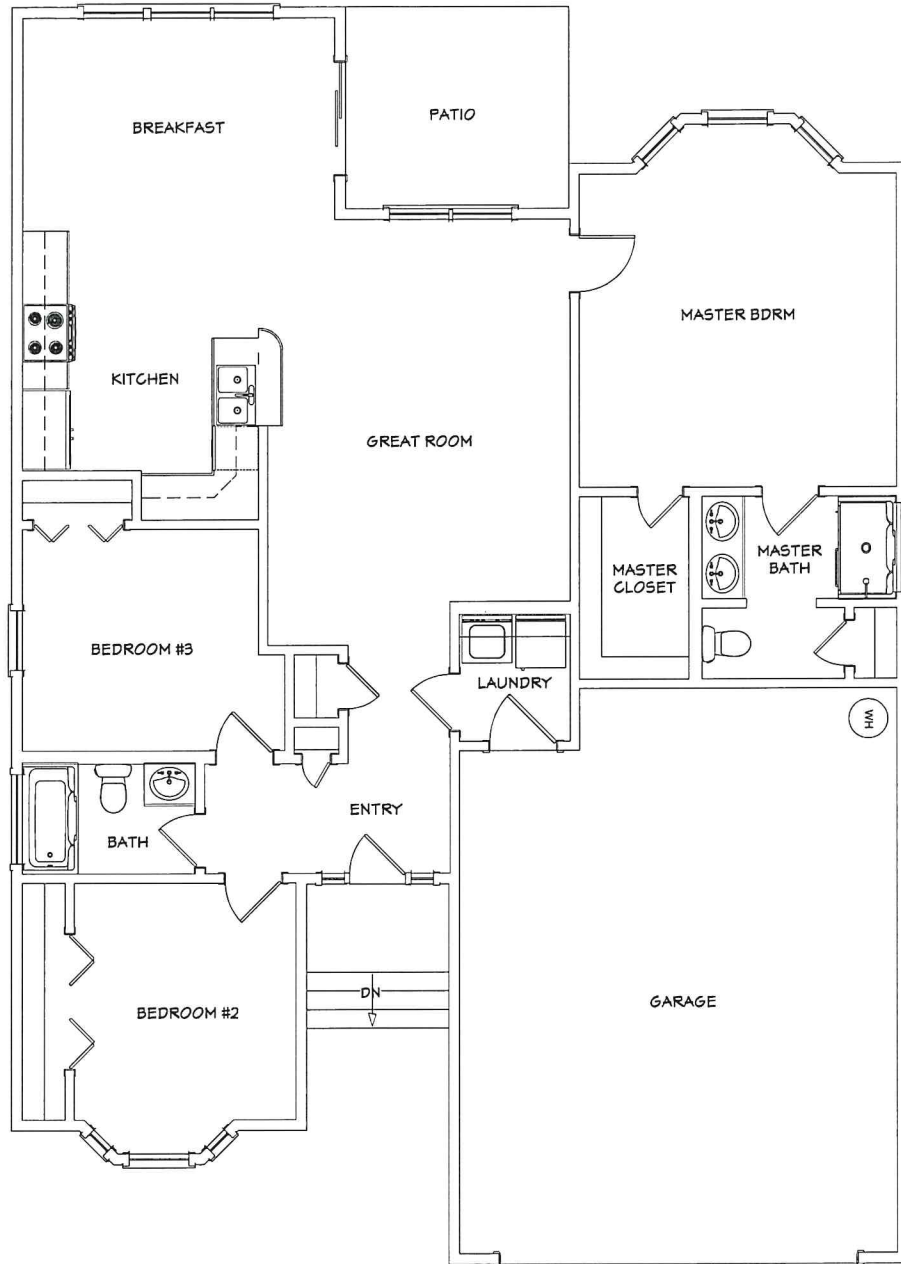 BREAKFAST
PATIO
MASTER BDRM
KITCHEN
GREAT ROOM
MASTER
CLOSET
MASTER
BATH
BEDROOM #3
LAUNDRY
WH
ENTRY
BATH
DN
BEDROOM #2
GARAGE